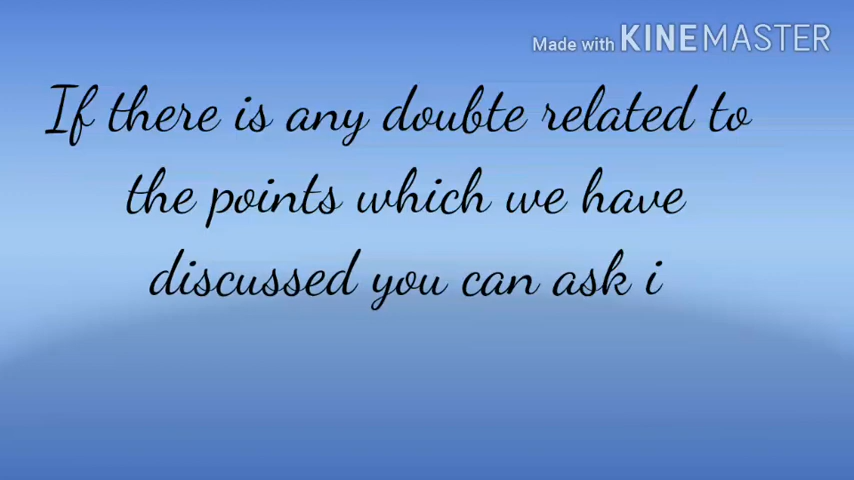 Made with KINEMASTER
If there is any doubte related to
the points which we have
discussed you can ask i